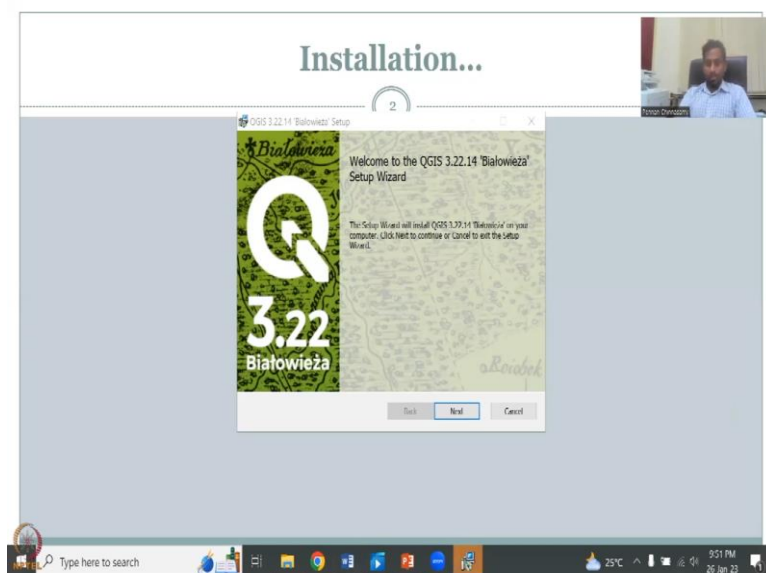 Installation...
2
QGIS 3.22.14 'Białowieża' Setup
Białowieża
3.22
Białowieża
Welcome to the QGIS 3.22.14 'Białowieża'
Setup Wizard
The Setup Wizard will install QGIS 3.22.14 'Białowieża' on your
computer. Click Next to continue or Cancel to exit the Setup
Wizard.
Back Next Cancel
NPTEL
Type here to search
25°C
9:51 PM
26 Jan 23